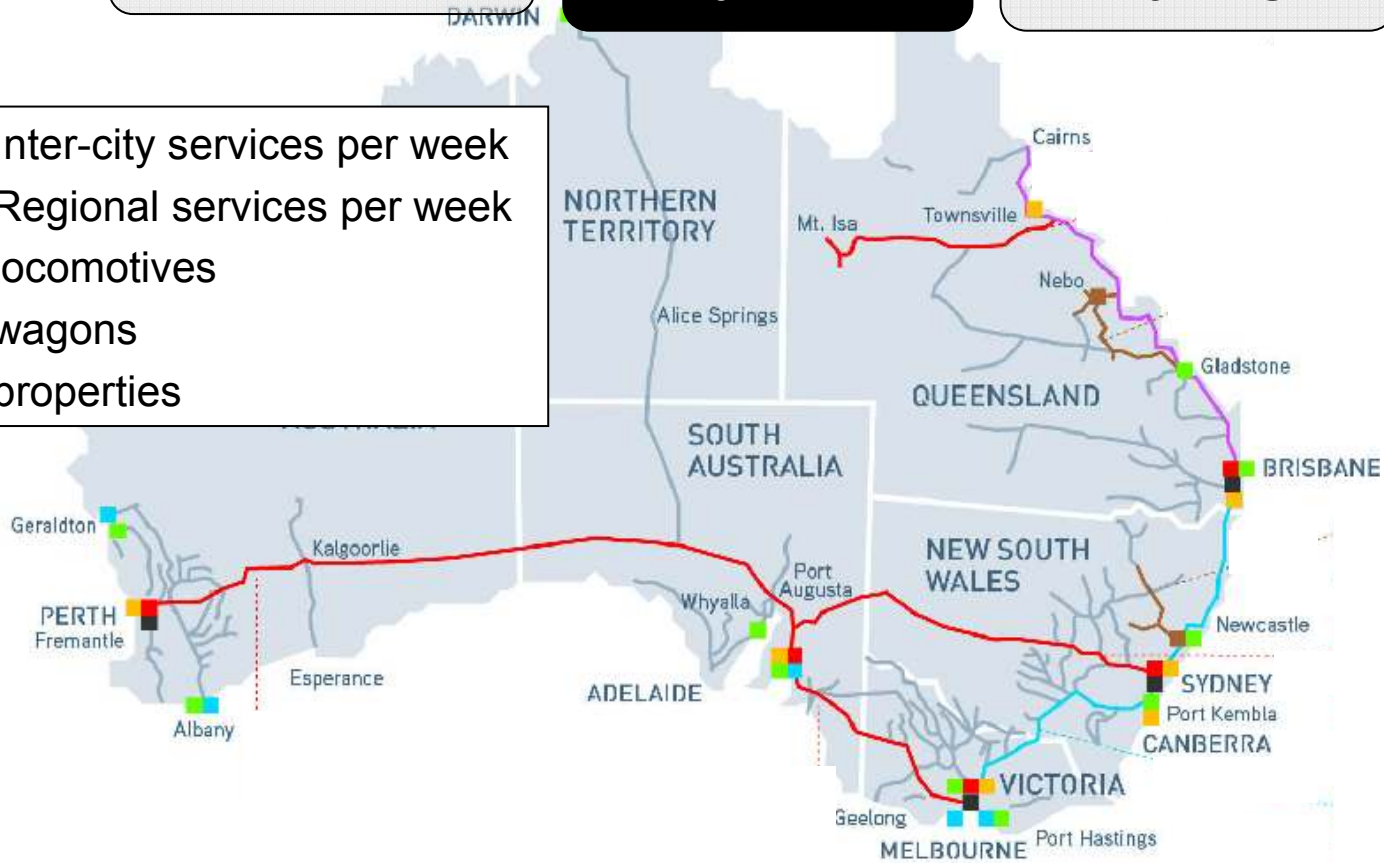 DARWIN
nter-city services per week
Regional services per week
ocomotives
wagons
properties
Cairns
NORTHERN
TERRITORY
Mt. Isa
Townsville
Nebo
Alice Springs
Gladstone
QUEENSLAND
SOUTH
AUSTRALIA
BRISBANE
Geraldton
Kalgoorlie
NEW SOUTH
WALES
Port
Augusta
Whyalla
PERTH
Fremantle
Newcastle
Esperance
ADELAIDE
SYDNEY
Port Kembla
CANBERRA
Albany
VICTORIA
Geelong
Port Hastings
MELBOURNE